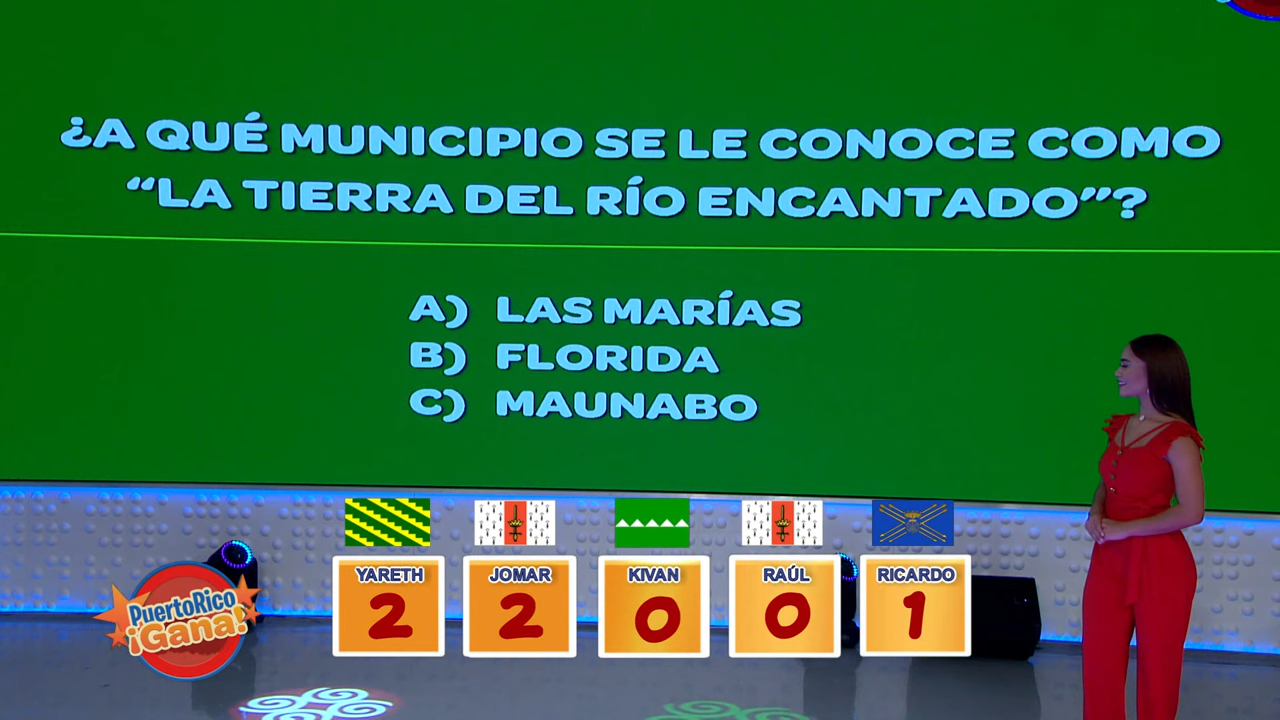 ¿A QUÉ MUNICIPIO SE LE CONOCE COMO
“LA TIERRA DEL RÍO ENCANTADO”?
A) LAS MARÍAS
B) FLORIDA
C) MAUNABO
YARETH JOMAR KIVAN RAÚL RICARDO
2 2 0 0 1
PuertoRico
¡Gana!